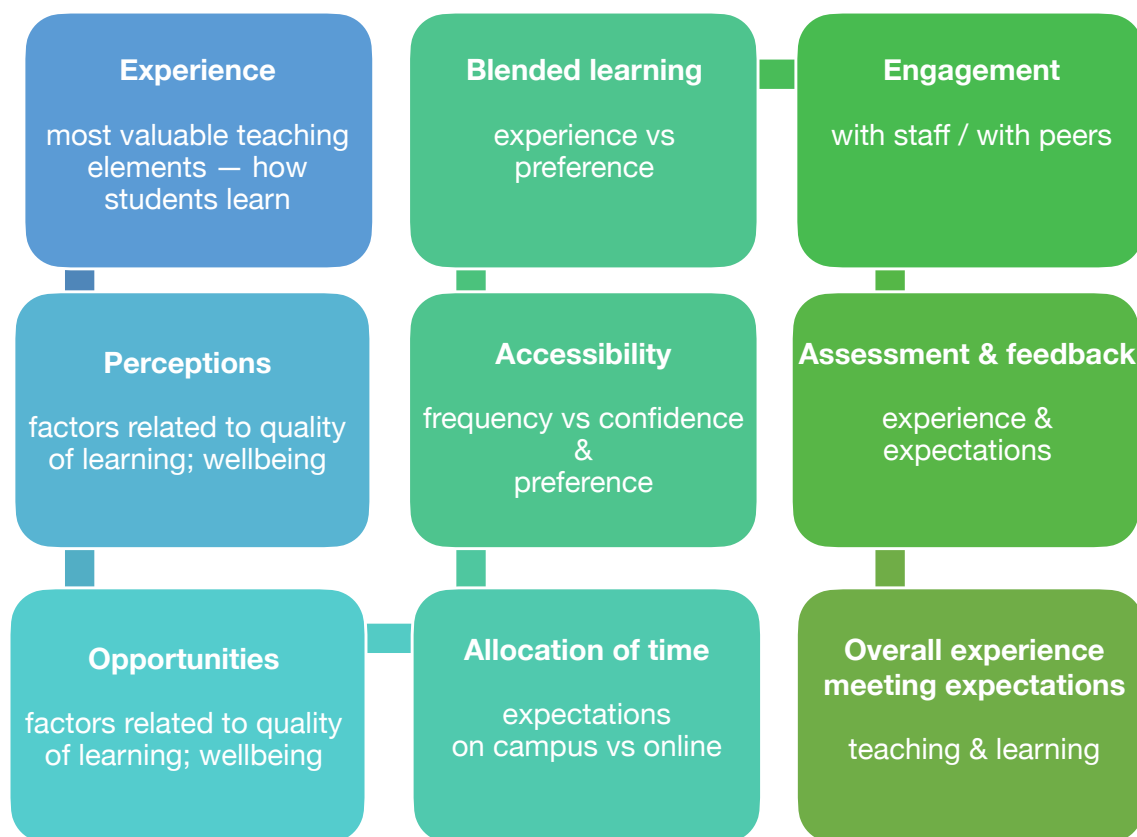 Experience
most valuable teaching
elements — how
students learn
Perceptions
factors related to quality
of learning; wellbeing
Opportunities
factors related to quality
of learning; wellbeing
Allocation of time
expectations
on campus vs online
Accessibility
frequency vs confidence
&
preference
Blended learning
experience vs
preference
Engagement
with staff / with peers
Assessment & feedback
experience &
expectations
Overall experience
meeting expectations
teaching & learning